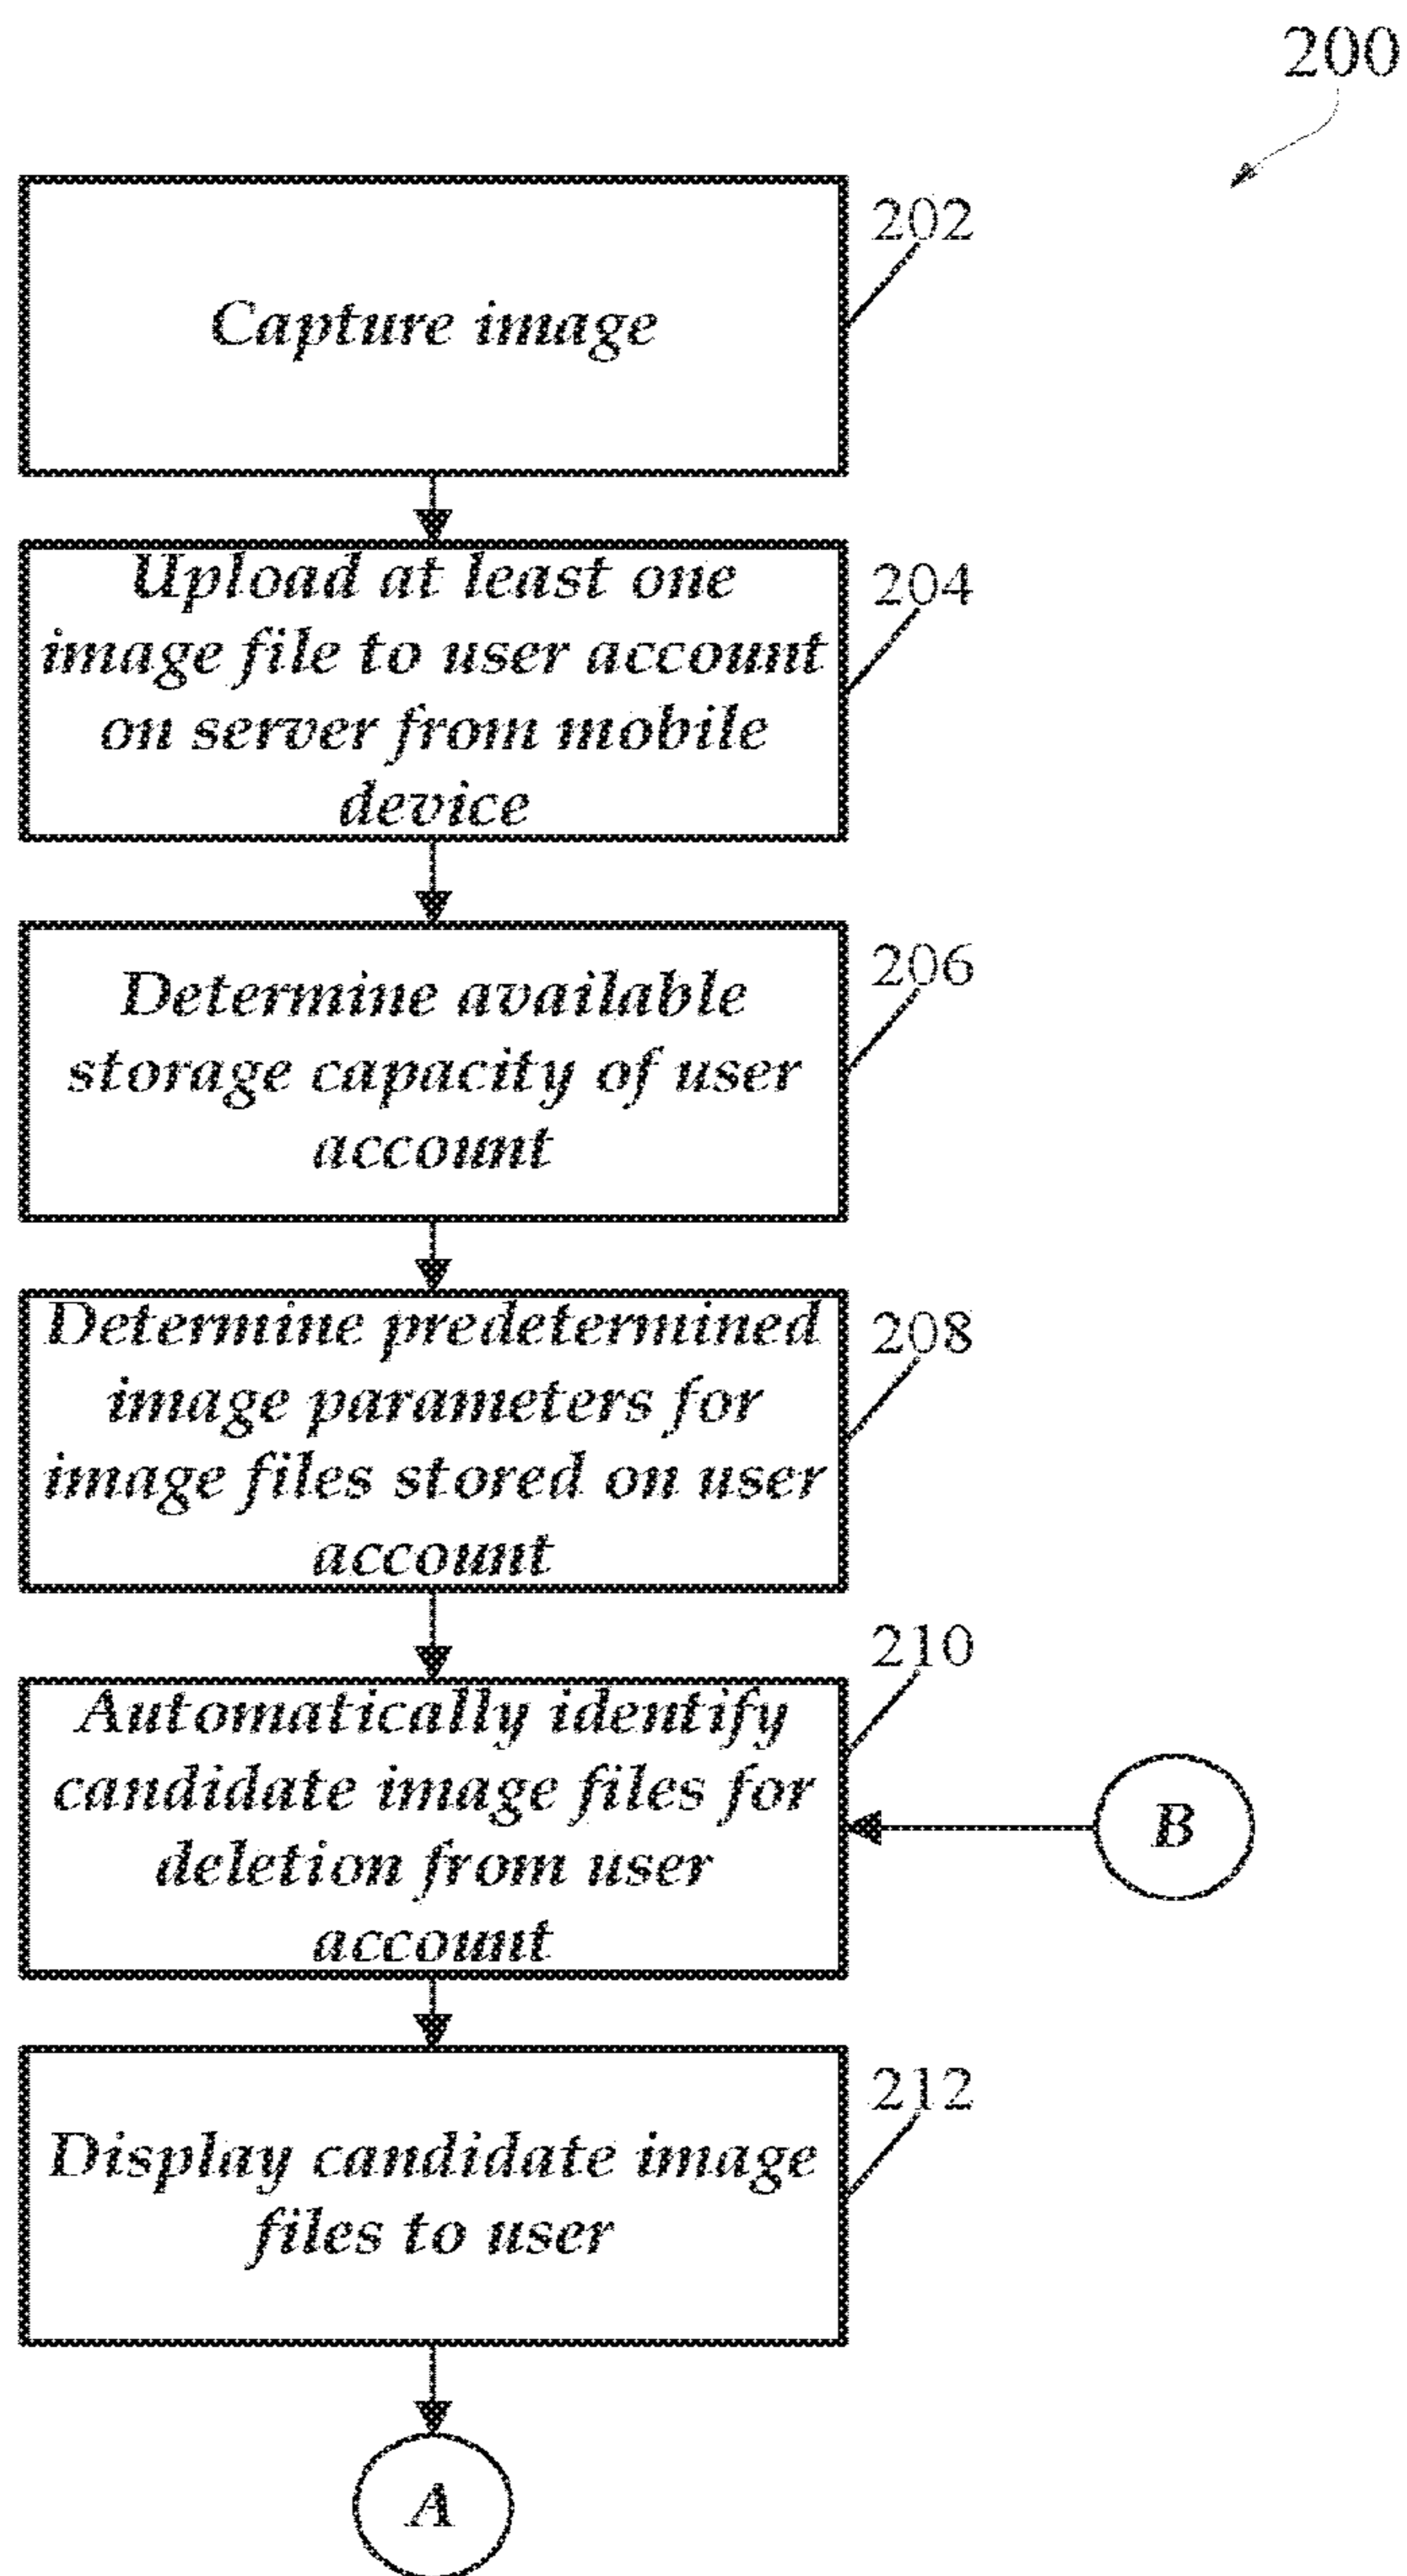 200
202
Capture image
204
Upload at least one
image file to user account
on server from mobile
device
206
Determine available
storage capacity of user
account
208
Determine predetermined
image parameters for
image files stored on user
account
210
Automatically identify
candidate image files for
deletion from user
account
B
212
Display candidate image
files to user
A